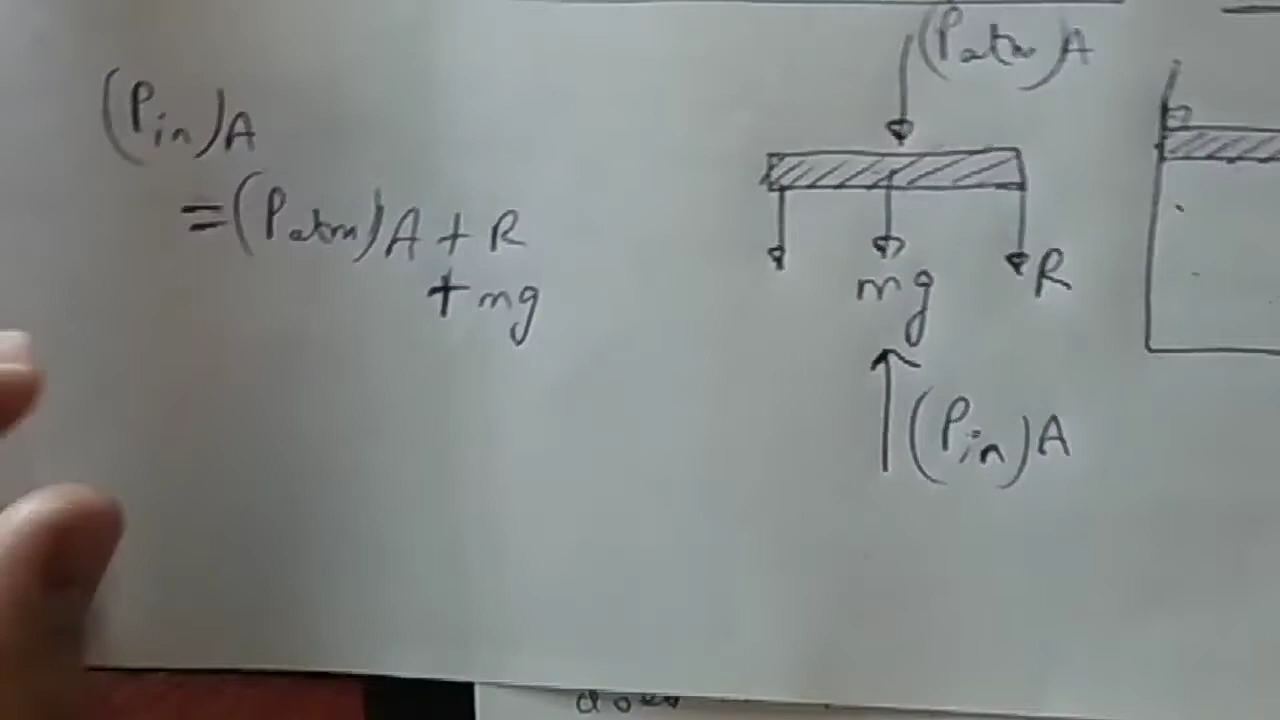 (Pin)A
=(Patm)A + R
+ mg
(Patm)A
mg
R
(Pin)A